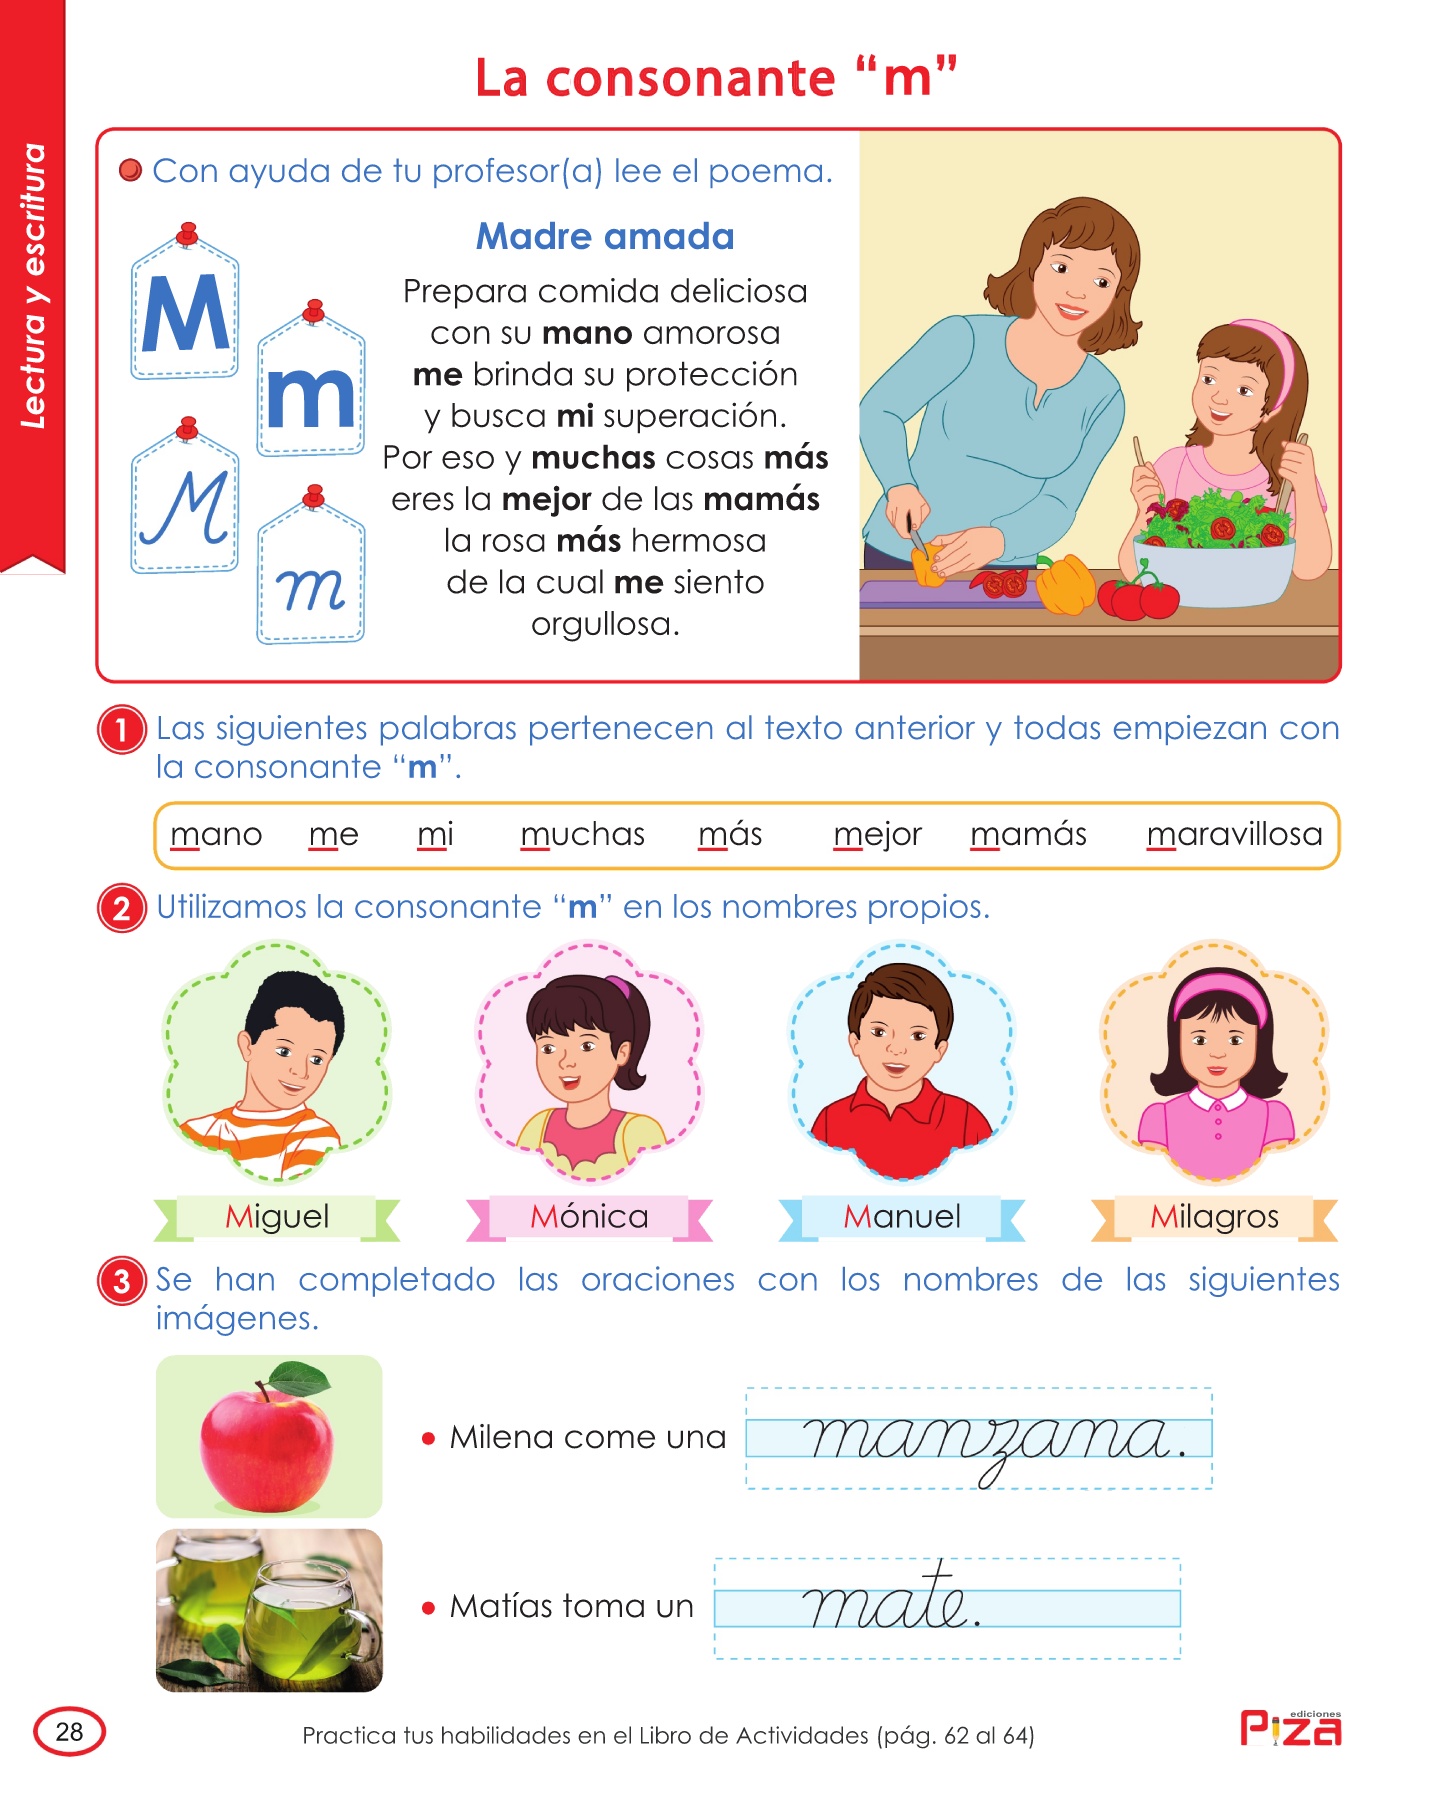 Lectura y escritura
La consonante “m”
Con ayuda de tu profesor(a) lee el poema.
M
m
M
m
Madre amada
Prepara comida deliciosa
con su mano amorosa
me brinda su protección
y busca mi superación.
Por eso y muchas cosas más
eres la mejor de las mamás
la rosa más hermosa
de la cual me siento
orgullosa.
1 Las siguientes palabras pertenecen al texto anterior y todas empiezan con
la consonante “m”.
mano me mi muchas más mejor mamás maravillosa
2 Utilizamos la consonante “m” en los nombres propios.
Miguel Mónica Manuel Milagros
3 Se han completado las oraciones con los nombres de las siguientes
imágenes.
• Milena come una manzana.
• Matías toma un mate.
28
Practica tus habilidades en el Libro de Actividades (pág. 62 al 64)
ediciones
Piza